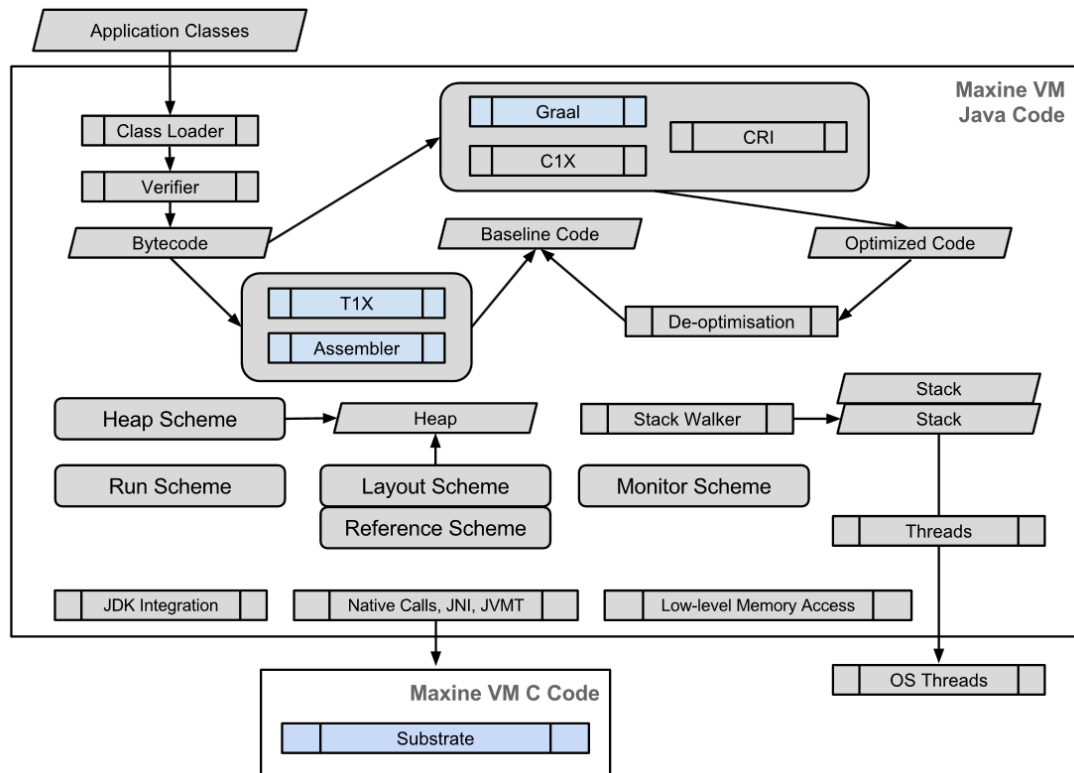 Application Classes
Maxine VM
Java Code
Graal
Class Loader
CRI
C1X
Verifier
Bytecode
Baseline Code
Optimized Code
T1X
De-optimisation
Assembler
Stack
Heap Scheme
Heap
Stack Walker
Stack
Run Scheme
Layout Scheme
Monitor Scheme
Reference Scheme
Threads
JDK Integration
Native Calls, JNI, JVMT
Low-level Memory Access
OS Threads
Maxine VM C Code
Substrate